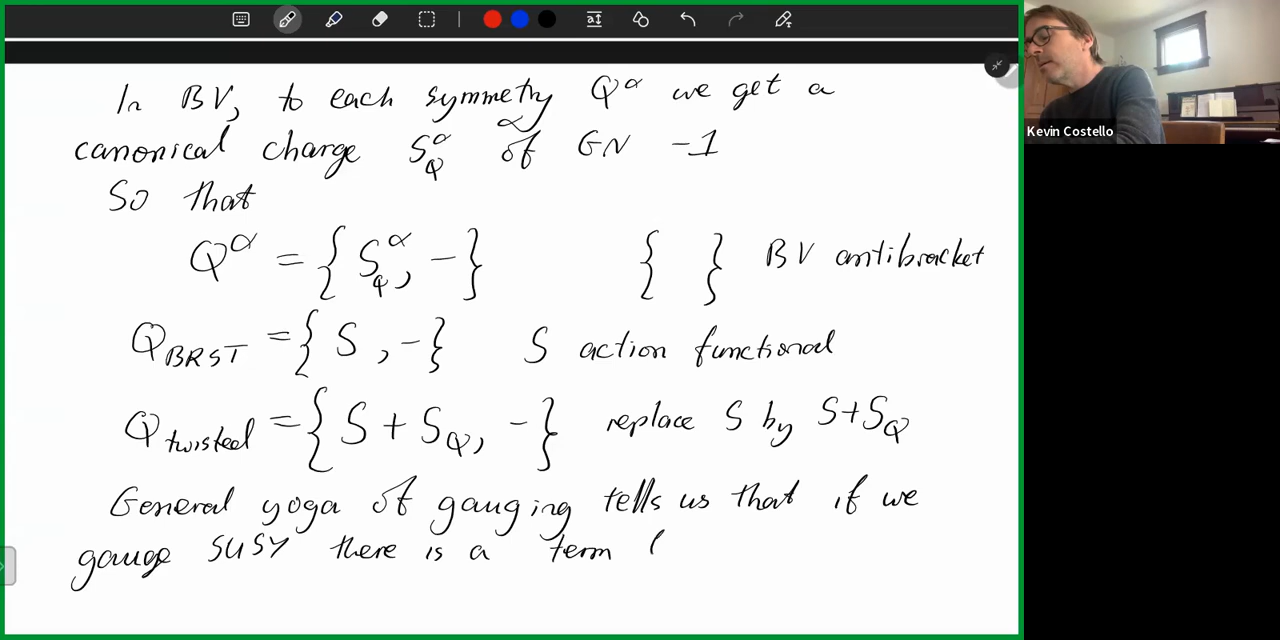 In BV, to each symmetry Q^α we get a
canonical charge S_Q^α of GN -1
So that
Q^α = { S_Q^α, - } { } BV antibracket
Q_BRST = { S, - } S action functional
Q_twisted = { S + S_Q, - } replace S by S+S_Q
General yoga of gauging tells us that if we
gauge SUSY there is a term (
Kevin Costello